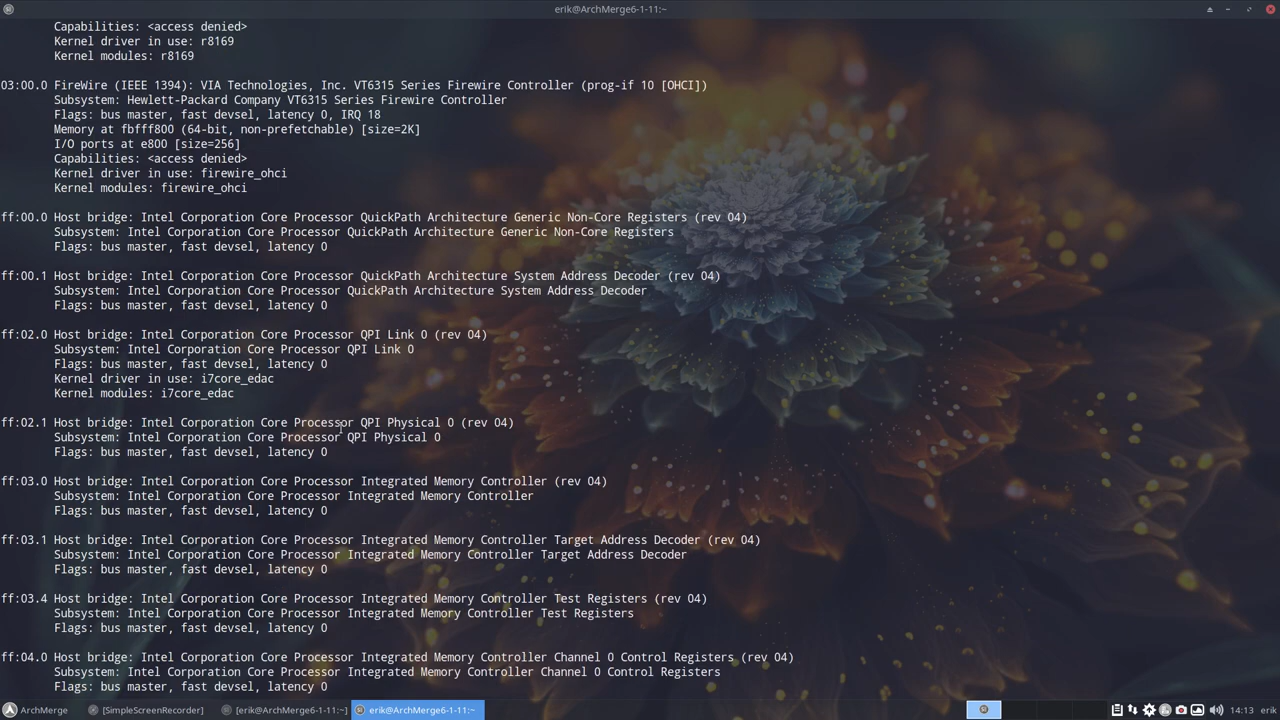 erik@ArchMerge6-1-11:~
Capabilities: <access denied>
Kernel driver in use: r8169
Kernel modules: r8169
03:00.0 FireWire (IEEE 1394): VIA Technologies, Inc. VT6315 Series Firewire Controller (prog-if 10 [OHCI])
Subsystem: Hewlett-Packard Company VT6315 Series Firewire Controller
Flags: bus master, fast devsel, latency 0, IRQ 18
Memory at fbfff800 (64-bit, non-prefetchable) [size=2K]
I/O ports at e800 [size=256]
Capabilities: <access denied>
Kernel driver in use: firewire_ohci
Kernel modules: firewire_ohci
ff:00.0 Host bridge: Intel Corporation Core Processor QuickPath Architecture Generic Non-Core Registers (rev 04)
Subsystem: Intel Corporation Core Processor QuickPath Architecture Generic Non-Core Registers
Flags: bus master, fast devsel, latency 0
ff:00.1 Host bridge: Intel Corporation Core Processor QuickPath Architecture System Address Decoder (rev 04)
Subsystem: Intel Corporation Core Processor QuickPath Architecture System Address Decoder
Flags: bus master, fast devsel, latency 0
ff:02.0 Host bridge: Intel Corporation Core Processor QPI Link 0 (rev 04)
Subsystem: Intel Corporation Core Processor QPI Link 0
Flags: bus master, fast devsel, latency 0
Kernel driver in use: i7core_edac
Kernel modules: i7core_edac
ff:02.1 Host bridge: Intel Corporation Core Processor QPI Physical 0 (rev 04)
Subsystem: Intel Corporation Core Processor QPI Physical 0
Flags: bus master, fast devsel, latency 0
ff:03.0 Host bridge: Intel Corporation Core Processor Integrated Memory Controller (rev 04)
Subsystem: Intel Corporation Core Processor Integrated Memory Controller
Flags: bus master, fast devsel, latency 0
ff:03.1 Host bridge: Intel Corporation Core Processor Integrated Memory Controller Target Address Decoder (rev 04)
Subsystem: Intel Corporation Core Processor Integrated Memory Controller Target Address Decoder
Flags: bus master, fast devsel, latency 0
ff:03.4 Host bridge: Intel Corporation Core Processor Integrated Memory Controller Test Registers (rev 04)
Subsystem: Intel Corporation Core Processor Integrated Memory Controller Test Registers
Flags: bus master, fast devsel, latency 0
ff:04.0 Host bridge: Intel Corporation Core Processor Integrated Memory Controller Channel 0 Control Registers (rev 04)
Subsystem: Intel Corporation Core Processor Integrated Memory Controller Channel 0 Control Registers
Flags: bus master, fast devsel, latency 0
ArchMerge [SimpleScreenRecorder] [erik@ArchMerge6-1-11:~] erik@ArchMerge6-1-11:~ 14:13 erik